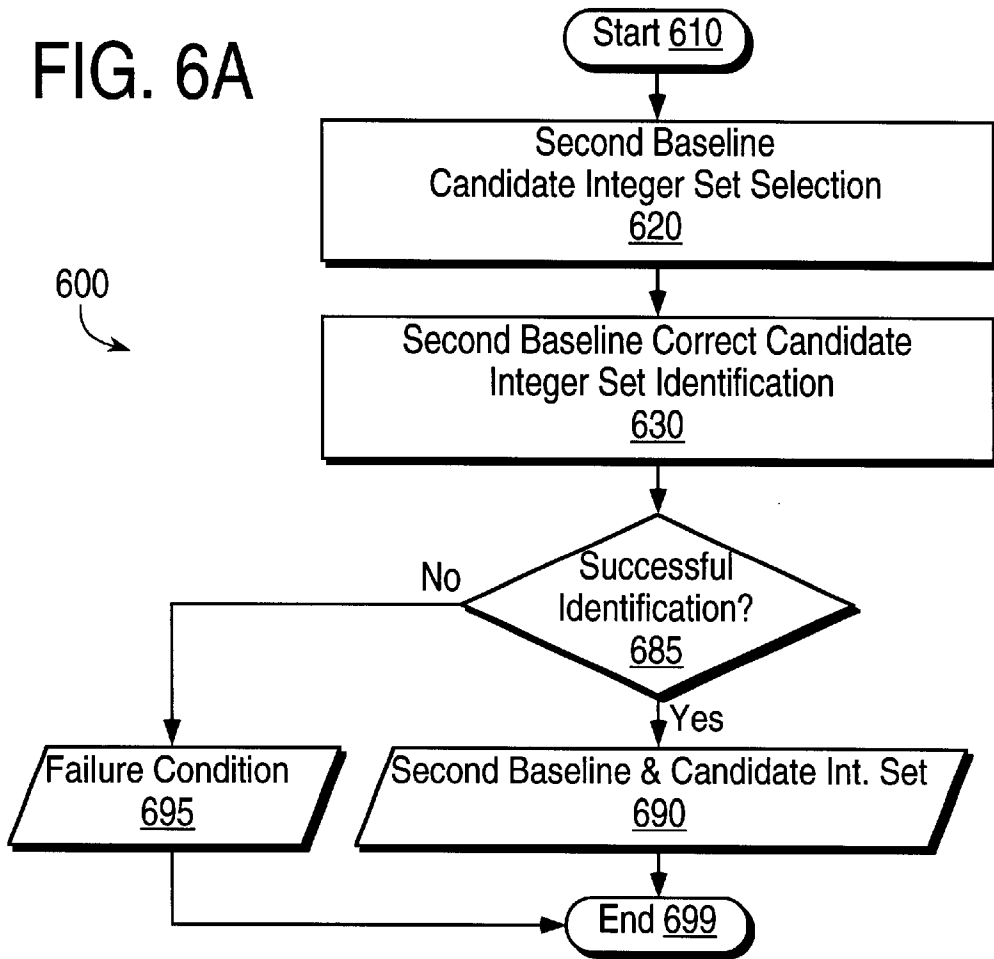 FIG. 6A
Start 610
Second Baseline
Candidate Integer Set Selection
620
600
Second Baseline Correct Candidate
Integer Set Identification
630
No
Successful
Identification?
685
Yes
Failure Condition
695
Second Baseline & Candidate Int. Set
690
End 699